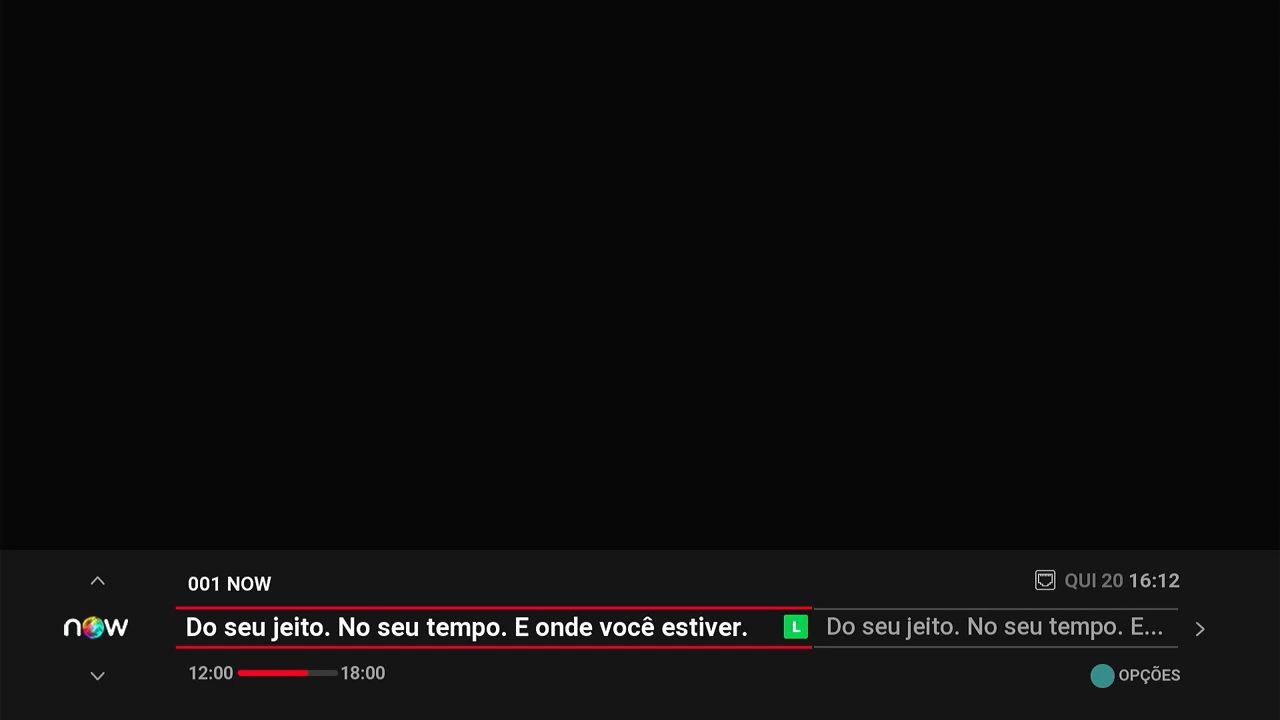 001 NOW
QUI 20 16:12
now
Do seu jeito. No seu tempo. E onde você estiver.
L
Do seu jeito. No seu tempo. E...
12:00 18:00
OPÇÕES